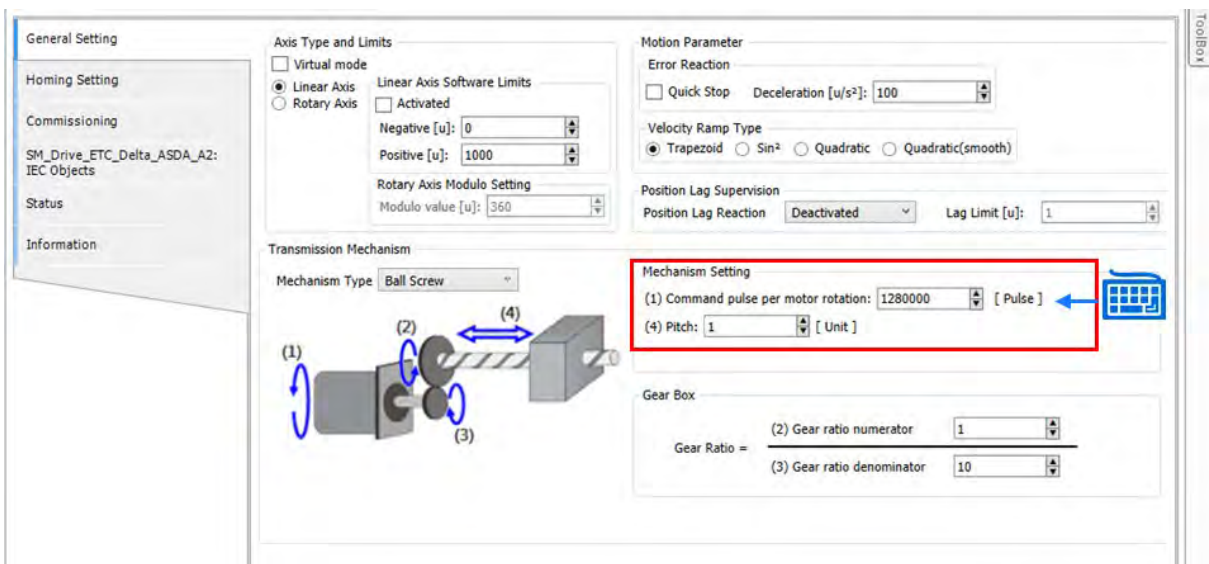 ToolBox
General Setting
Homing Setting
Commissioning
SM_Drive_ETC_Delta_ASDA_A2:
IEC Objects
Status
Information
Axis Type and Limits
Virtual mode
Linear Axis
Rotary Axis
Linear Axis Software Limits
Activated
Negative [u]: 0
Positive [u]: 1000
Rotary Axis Modulo Setting
Modulo value [u]: 360
Motion Parameter
Error Reaction
Quick Stop Deceleration [u/s²]: 100
Velocity Ramp Type
Trapezoid Sin² Quadratic Quadratic(smooth)
Position Lag Supervision
Position Lag Reaction Deactivated Lag Limit [u]: 1
Transmission Mechanism
Mechanism Type Ball Screw
(1)
(2)
(4)
(3)
Mechanism Setting
(1) Command pulse per motor rotation: 1280000 [ Pulse ]
(4) Pitch: 1 [ Unit ]
Gear Box
Gear Ratio =
(2) Gear ratio numerator 1
(3) Gear ratio denominator 10